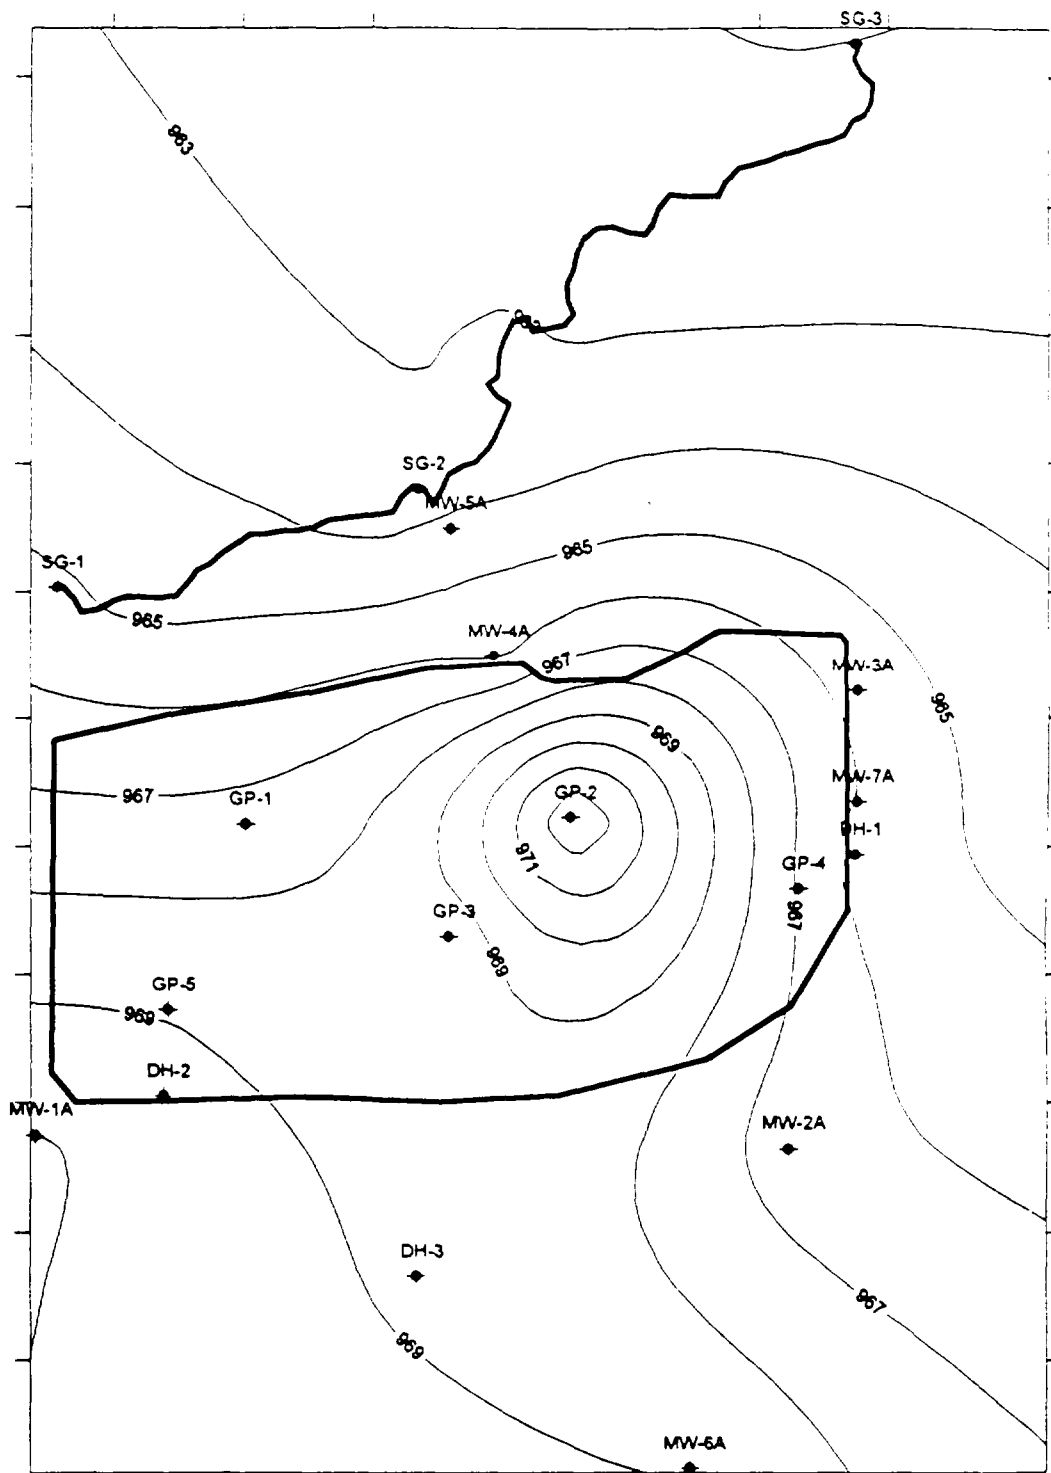 SG-3
963
963
SG-2
MW-5A
965
SG-1
965
MW-4A
967
MW-3A
965
969
MW-7A
967
GP-1
GP-2
DH-1
971
GP-4
967
GP-3
969
GP-5
969
DH-2
MW-1A
MW-2A
DH-3
967
969
MW-6A